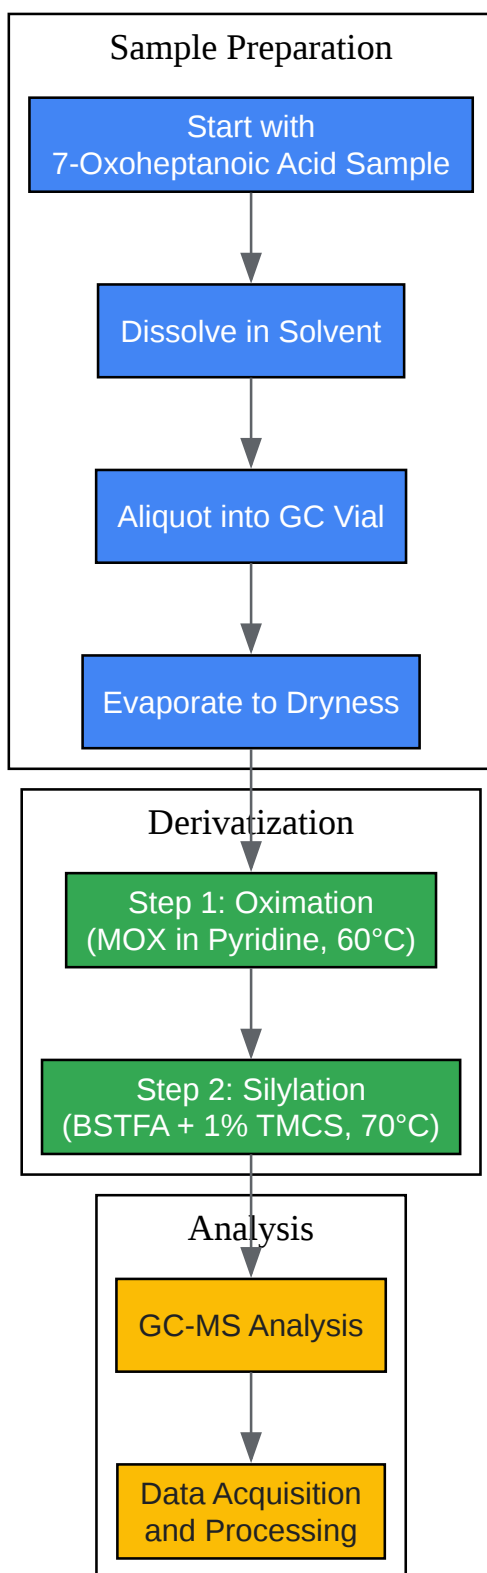 Sample Preparation
Start with
7-Oxoheptanoic Acid Sample
Dissolve in Solvent
Aliquot into GC Vial
Evaporate to Dryness
Derivatization
Step 1: Oximation
(MOX in Pyridine, 60°C)
Step 2: Silylation
(BSTFA + 1% TMCS, 70°C)
Analysis
GC-MS Analysis
Data Acquisition
and Processing